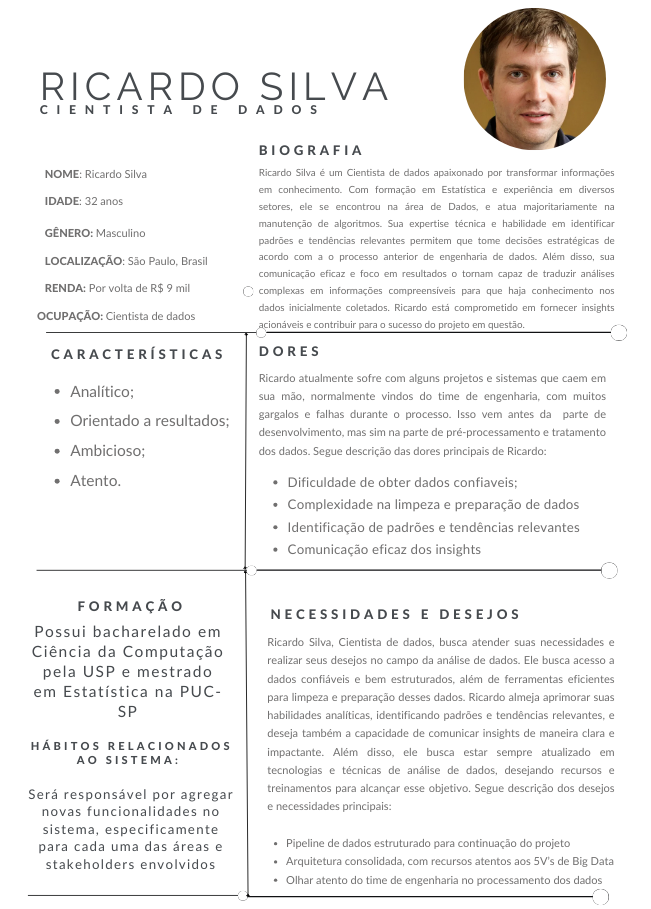 RICARDO SILVA
CIENTISTA DE DADOS
NOME: Ricardo Silva
IDADE: 32 anos
GÊNERO: Masculino
LOCALIZAÇÃO: São Paulo, Brasil
RENDA: Por volta de R$ 9 mil
OCUPAÇÃO: Cientista de dados
BIOGRAFIA
Ricardo Silva é um Cientista de dados apaixonado por transformar informações
em conhecimento. Com formação em Estatística e experiência em diversos
setores, ele se encontrou na área de Dados, e atua majoritariamente na
manutenção de algoritmos. Sua expertise técnica e habilidade em identificar
padrões e tendências relevantes permitem que tome decisões estratégicas de
acordo com a o processo anterior de engenharia de dados. Além disso, sua
comunicação eficaz e foco em resultados o tornam capaz de traduzir análises
complexas em informações compreensíveis para que haja conhecimento nos
dados inicialmente coletados. Ricardo está comprometido em fornecer insights
acionáveis e contribuir para o sucesso do projeto em questão.
CARACTERÍSTICAS
• Analítico;
• Orientado a resultados;
• Ambicioso;
• Atento.
DORES
Ricardo atualmente sofre com alguns projetos e sistemas que caem em
sua mão, normalmente vindos do time de engenharia, com muitos
gargalos e falhas durante o processo. Isso vem antes da parte de
desenvolvimento, mas sim na parte de pré-processamento e tratamento
dos dados. Segue descrição das dores principais de Ricardo:
• Dificuldade de obter dados confiaveis;
• Complexidade na limpeza e preparação de dados
• Identificação de padrões e tendências relevantes
• Comunicação eficaz dos insights
FORMAÇÃO
Possui bacharelado em
Ciência da Computação
pela USP e mestrado
em Estatística na PUC-
SP
HÁBITOS RELACIONADOS
AO SISTEMA:
Será responsável por agregar
novas funcionalidades no
sistema, especificamente
para cada uma das áreas e
stakeholders envolvidos
NECESSIDADES E DESEJOS
Ricardo Silva, Cientista de dados, busca atender suas necessidades e
realizar seus desejos no campo da análise de dados. Ele busca acesso a
dados confiáveis e bem estruturados, além de ferramentas eficientes
para limpeza e preparação desses dados. Ricardo almeja aprimorar suas
habilidades analíticas, identificando padrões e tendências relevantes, e
deseja também a capacidade de comunicar insights de maneira clara e
impactante. Além disso, ele busca estar sempre atualizado em
tecnologias e técnicas de análise de dados, desejando recursos e
treinamentos para alcançar esse objetivo. Segue descrição dos desejos
e necessidades principais:
• Pipeline de dados estruturado para continuação do projeto
• Arquitetura consolidada, com recursos atentos aos 5V's de Big Data
• Olhar atento do time de engenharia no processamento dos dados